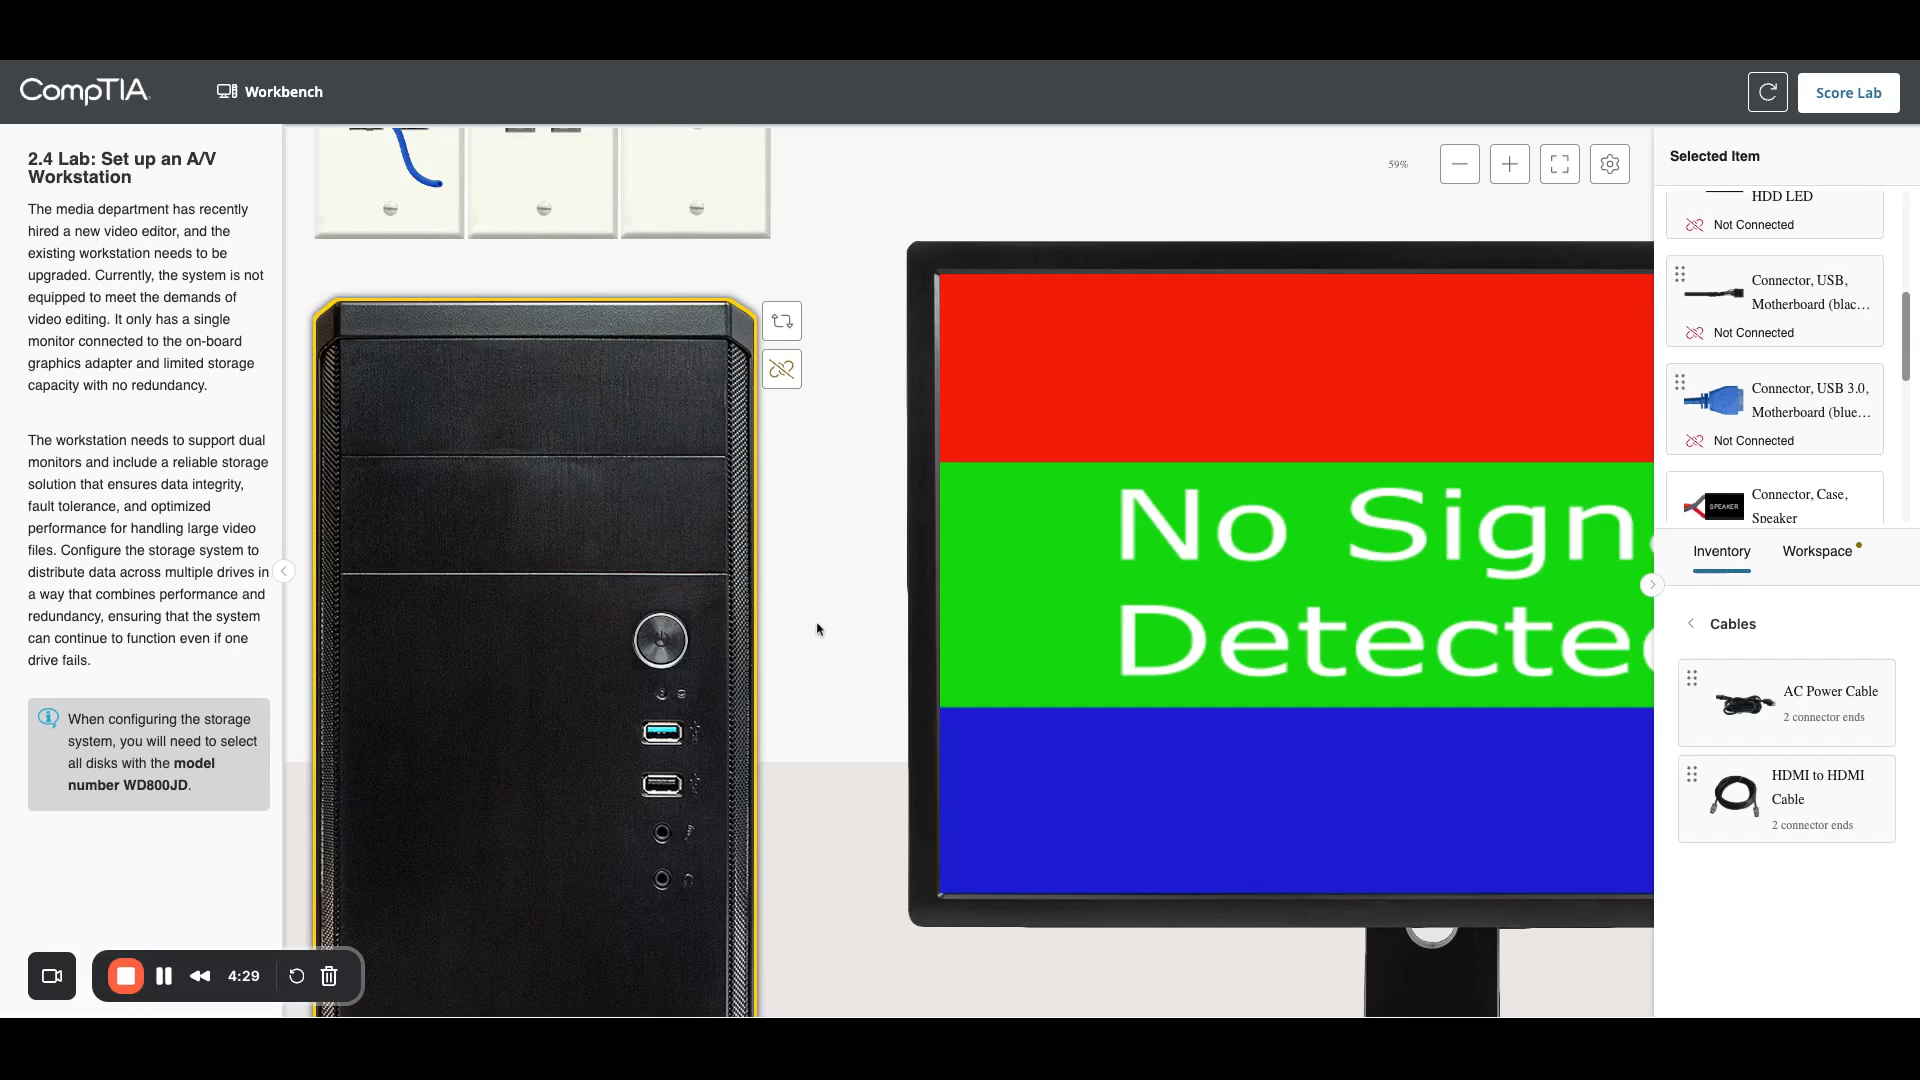 CompTIA
Workbench
Score Lab
2.4 Lab: Set up an A/V
Workstation
The media department has recently
hired a new video editor, and the
existing workstation needs to be
upgraded. Currently, the system is not
equipped to meet the demands of
video editing. It only has a single
monitor connected to the on-board
graphics adapter and limited storage
capacity with no redundancy.
The workstation needs to support dual
monitors and include a reliable storage
solution that ensures data integrity,
fault tolerance, and optimized
performance for handling large video
files. Configure the storage system to
distribute data across multiple drives in
a way that combines performance and
redundancy, ensuring that the system
can continue to function even if one
drive fails.
When configuring the storage
system, you will need to select
all disks with the model
number WD800JD.
4:29
59%
No Signa
Detected
Selected Item
HDD LED
Not Connected
Connector, USB,
Motherboard (blac...
Not Connected
Connector, USB 3.0,
Motherboard (blue...
Not Connected
SPEAKER
Connector, Case,
Speaker
Inventory
Workspace
Cables
AC Power Cable
2 connector ends
HDMI to HDMI
Cable
2 connector ends